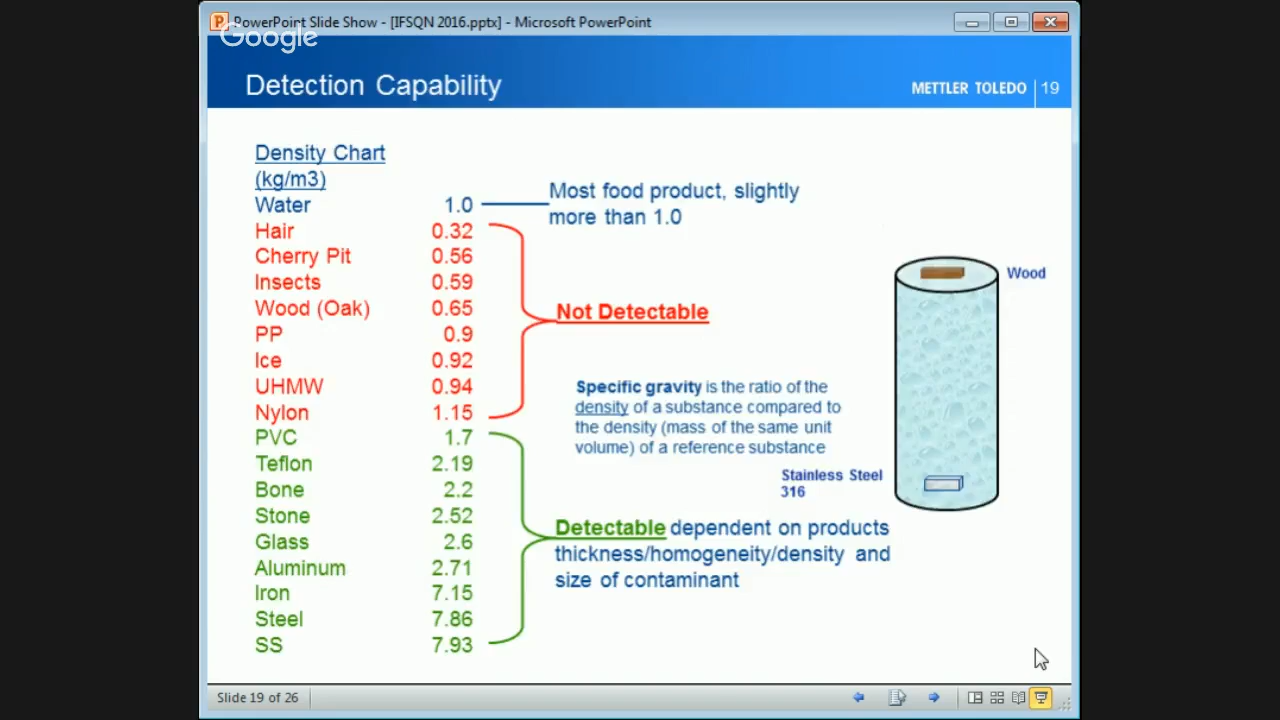 PowerPoint Slide Show - [IFSQN 2016.pptx] - Microsoft PowerPoint
Google
Detection Capability
METTLER TOLEDO 19
Density Chart
(kg/m3)
Water 1.0
Most food product, slightly
more than 1.0
Hair 0.32
Cherry Pit 0.56
Insects 0.59
Wood (Oak) 0.65
PP 0.9
Ice 0.92
UHMW 0.94
Nylon 1.15
Not Detectable
Wood
Specific gravity is the ratio of the
density of a substance compared to
the density (mass of the same unit
volume) of a reference substance
Stainless Steel
316
PVC 1.7
Teflon 2.19
Bone 2.2
Stone 2.52
Glass 2.6
Aluminum 2.71
Iron 7.15
Steel 7.86
SS 7.93
Detectable dependent on products
thickness/homogeneity/density and
size of contaminant
Slide 19 of 26